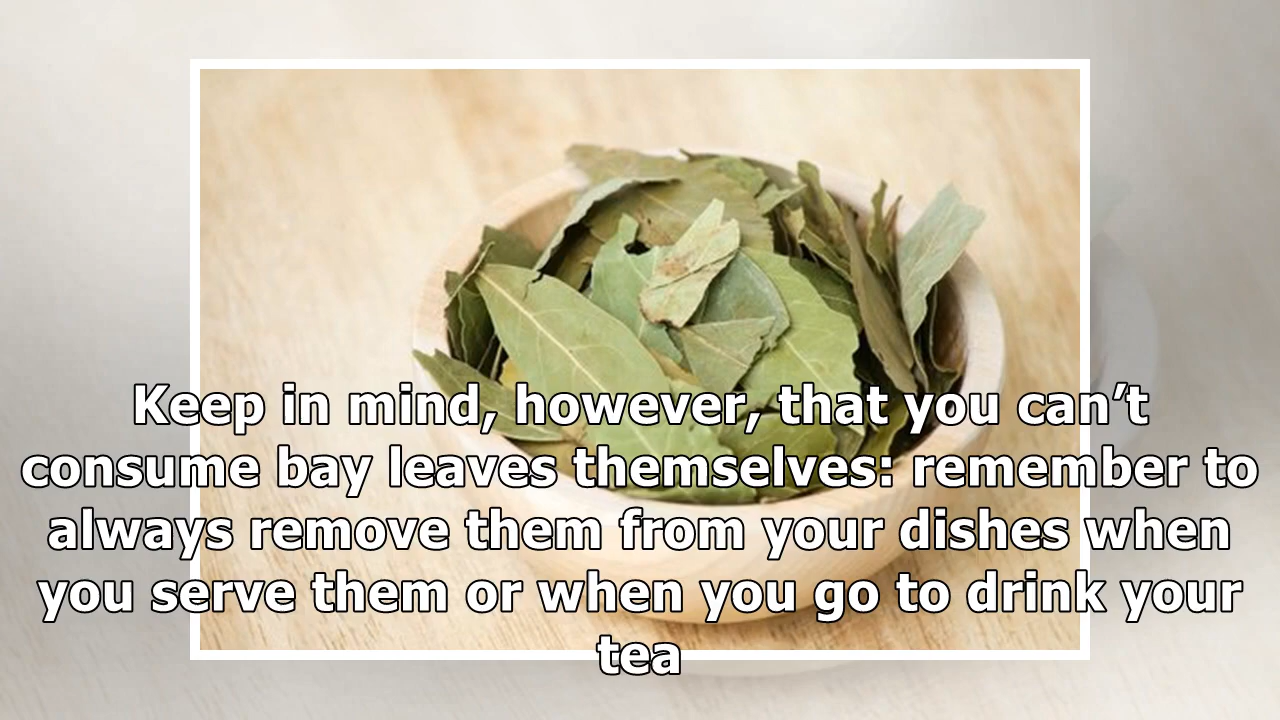 Keep in mind, however, that you can’t
consume bay leaves themselves: remember to
always remove them from your dishes when
you serve them or when you go to drink your
tea